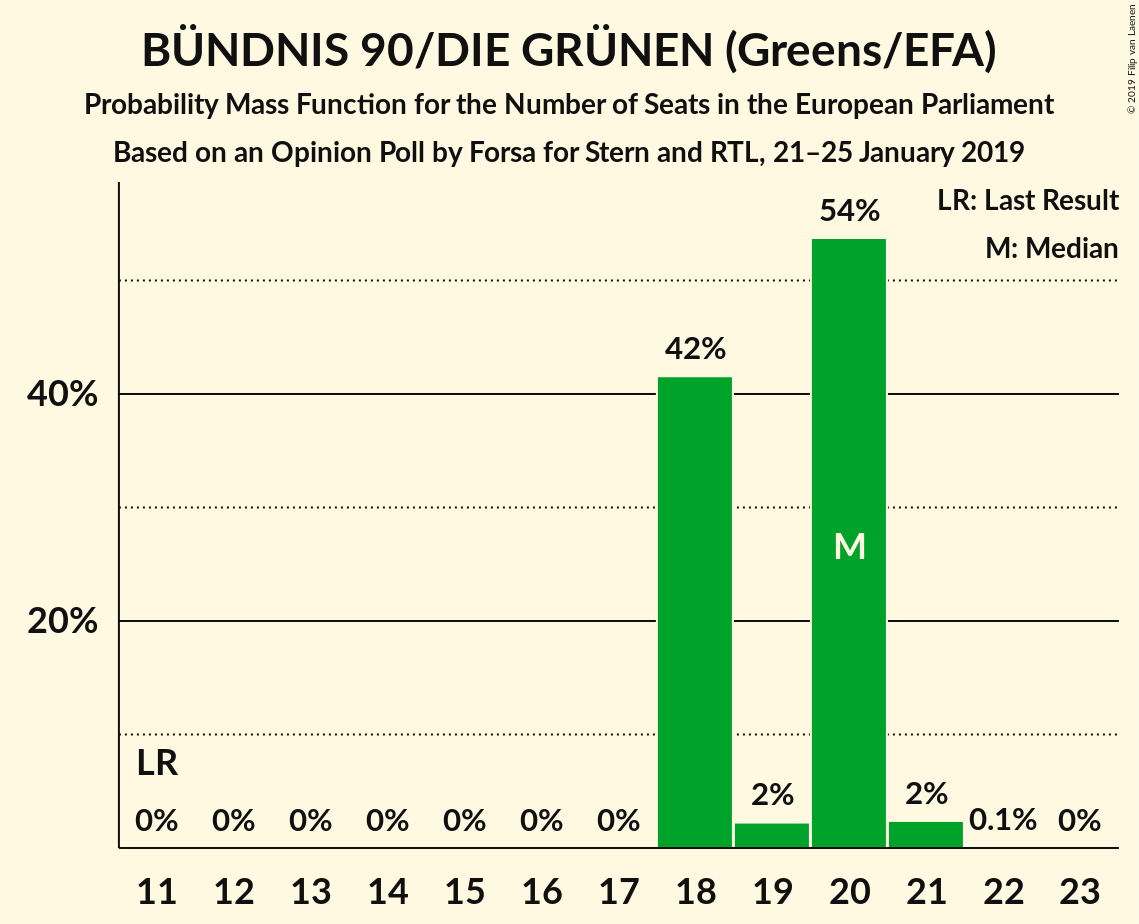 BÜNDNIS 90/DIE GRÜNEN (Greens/EFA)
Probability Mass Function for the Number of Seats in the European Parliament
Based on an Opinion Poll by Forsa for Stern and RTL, 21–25 January 2019
© 2019 Filip van Laenen
LR: Last Result
M: Median
54%
42%
40%
M
20%
LR
0% 0% 0% 0% 0% 0% 0% 2% 2% 0.1% 0%
11 12 13 14 15 16 17 18 19 20 21 22 23